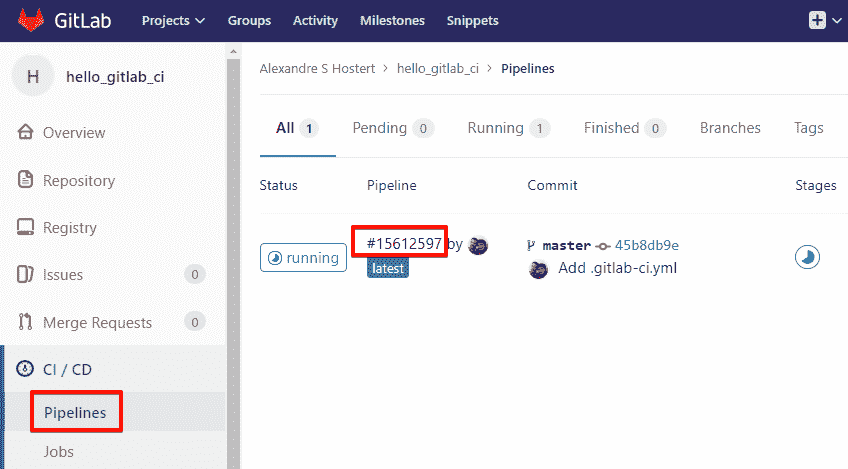 GitLab Projects Groups Activity Milestones Snippets
H hello_gitlab_ci
Overview
Repository
Registry
Issues 0
Merge Requests 0
CI / CD
Pipelines
Jobs
Alexandre S Hostert > hello_gitlab_ci > Pipelines
All 1 Pending 0 Running 1 Finished 0 Branches Tags
Status Pipeline Commit Stages
running #15612597 by master 45b8db9e
latest Add .gitlab-ci.yml